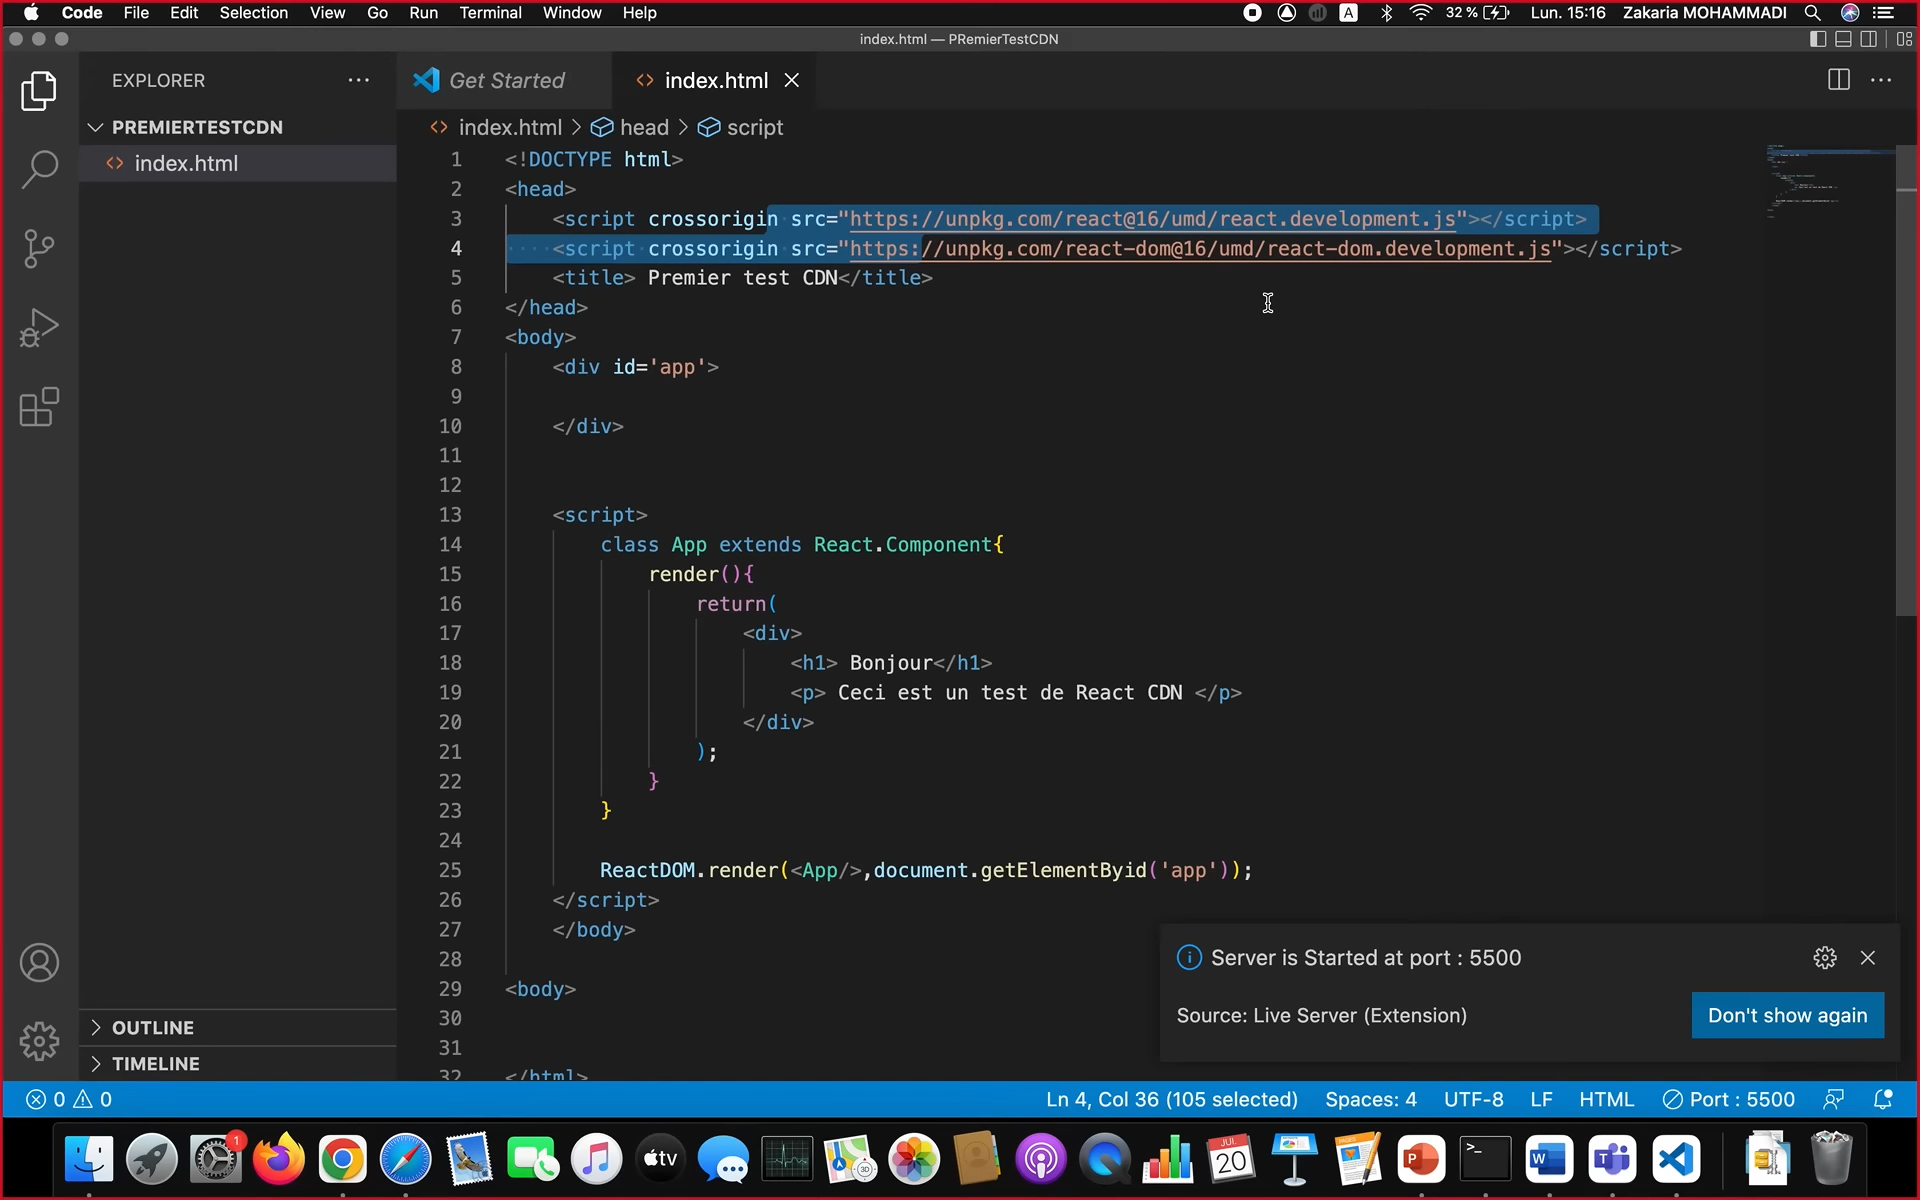 Code File Edit Selection View Go Run Terminal Window Help A 32 % Lun. 15:16 Zakaria MOHAMMADI
index.html — PRemierTestCDN
EXPLORER
Get Started
index.html
PREMIERTESTCDN
index.html
index.html > head > script
1 <!DOCTYPE html>
2 <head>
3 <script crossorigin src="https://unpkg.com/react@16/umd/react.development.js"></script>
4 <script crossorigin src="https://unpkg.com/react-dom@16/umd/react-dom.development.js"></script>
5 <title> Premier test CDN</title>
6 </head>
7 <body>
8 <div id='app'>
9
10 </div>
11
12
13 <script>
14 class App extends React.Component{
15 render(){
16 return(
17 <div>
18 <h1> Bonjour</h1>
19 <p> Ceci est un test de React CDN </p>
20 </div>
21 );
22 }
23 }
24
25 ReactDOM.render(<App/>,document.getElementByid('app'));
26 </script>
27 </body>
28
29 <body>
30
31
32 </html>
Server is Started at port : 5500
Source: Live Server (Extension)
Don't show again
OUTLINE
TIMELINE
0 0 Ln 4, Col 36 (105 selected) Spaces: 4 UTF-8 LF HTML Port : 5500
1
tv
3D
JUIL.
20
PAGES
P
>_
W
T